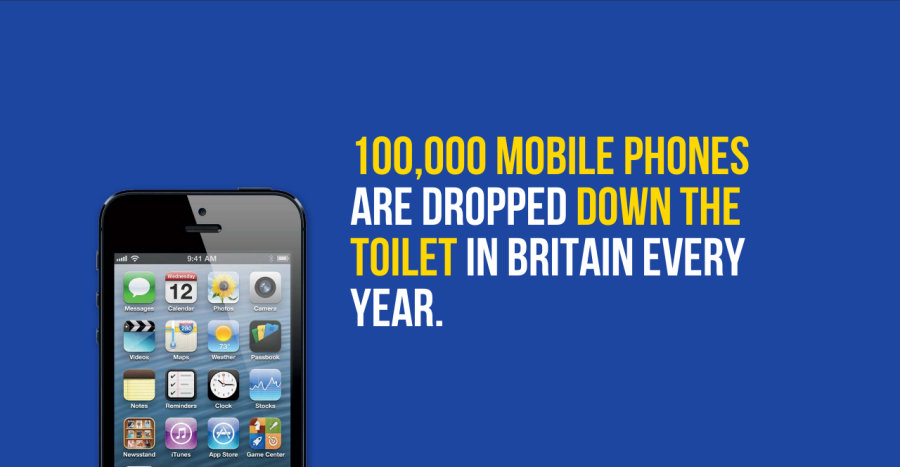 100,000 MOBILE PHONES
ARE DROPPED DOWN THE
TOILET IN BRITAIN EVERY
YEAR.
9:41 AM
Wednesday
12
280
73°
Messages Calendar Photos Camera
Videos Maps Weather Passbook
Notes Reminders Clock Stocks
Newsstand iTunes App Store Game Center